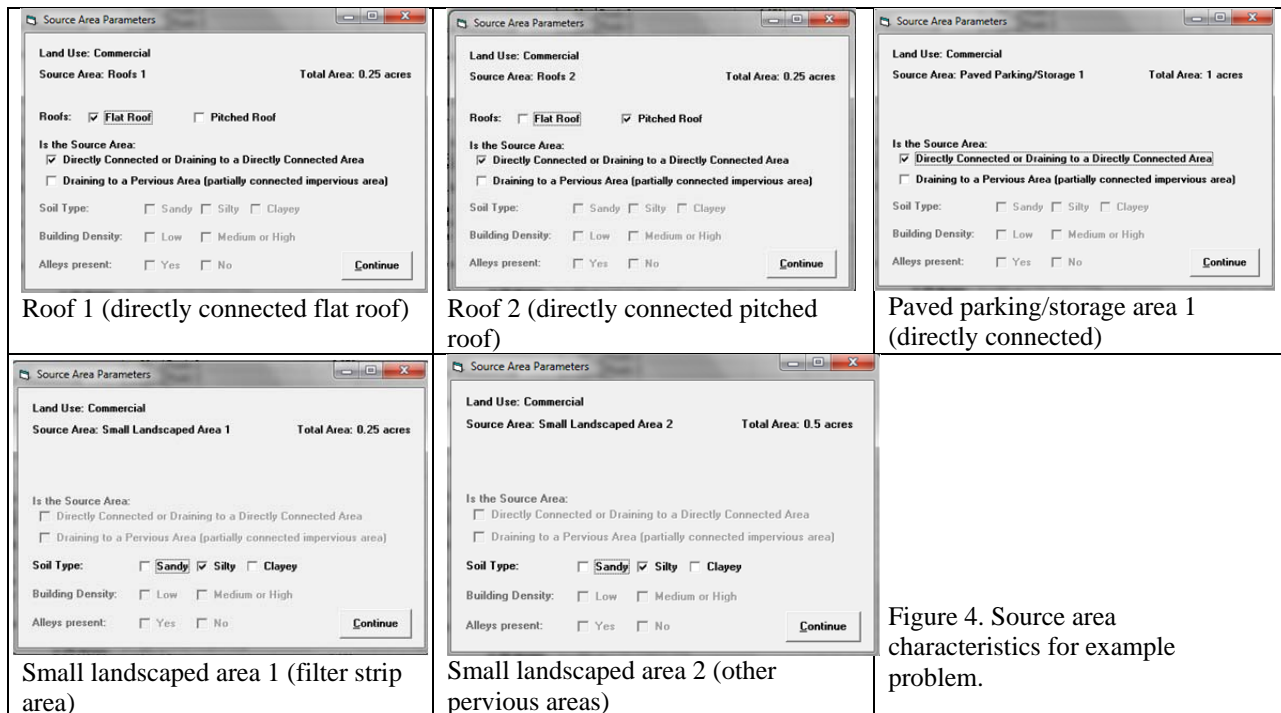 Source Area Parameters
Land Use: Commercial
Source Area: Roofs 1 Total Area: 0.25 acres
Roofs: Flat Roof Pitched Roof
Is the Source Area:
Directly Connected or Draining to a Directly Connected Area
Draining to a Pervious Area (partially connected impervious area)
Soil Type: Sandy Silty Clayey
Building Density: Low Medium or High
Alleys present: Yes No Continue
Roof 1 (directly connected flat roof)
Source Area Parameters
Land Use: Commercial
Source Area: Roofs 2 Total Area: 0.25 acres
Roofs: Flat Roof Pitched Roof
Is the Source Area:
Directly Connected or Draining to a Directly Connected Area
Draining to a Pervious Area (partially connected impervious area)
Soil Type: Sandy Silty Clayey
Building Density: Low Medium or High
Alleys present: Yes No Continue
Roof 2 (directly connected pitched
roof)
Source Area Parameters
Land Use: Commercial
Source Area: Paved Parking/Storage 1 Total Area: 1 acres
Is the Source Area:
Directly Connected or Draining to a Directly Connected Area
Draining to a Pervious Area (partially connected impervious area)
Soil Type: Sandy Silty Clayey
Building Density: Low Medium or High
Alleys present: Yes No Continue
Paved parking/storage area 1
(directly connected)
Source Area Parameters
Land Use: Commercial
Source Area: Small Landscaped Area 1 Total Area: 0.25 acres
Is the Source Area:
Directly Connected or Draining to a Directly Connected Area
Draining to a Pervious Area (partially connected impervious area)
Soil Type: Sandy Silty Clayey
Building Density: Low Medium or High
Alleys present: Yes No Continue
Small landscaped area 1 (filter strip
area)
Source Area Parameters
Land Use: Commercial
Source Area: Small Landscaped Area 2 Total Area: 0.5 acres
Is the Source Area:
Directly Connected or Draining to a Directly Connected Area
Draining to a Pervious Area (partially connected impervious area)
Soil Type: Sandy Silty Clayey
Building Density: Low Medium or High
Alleys present: Yes No Continue
Small landscaped area 2 (other
pervious areas)
Figure 4. Source area
characteristics for example
problem.